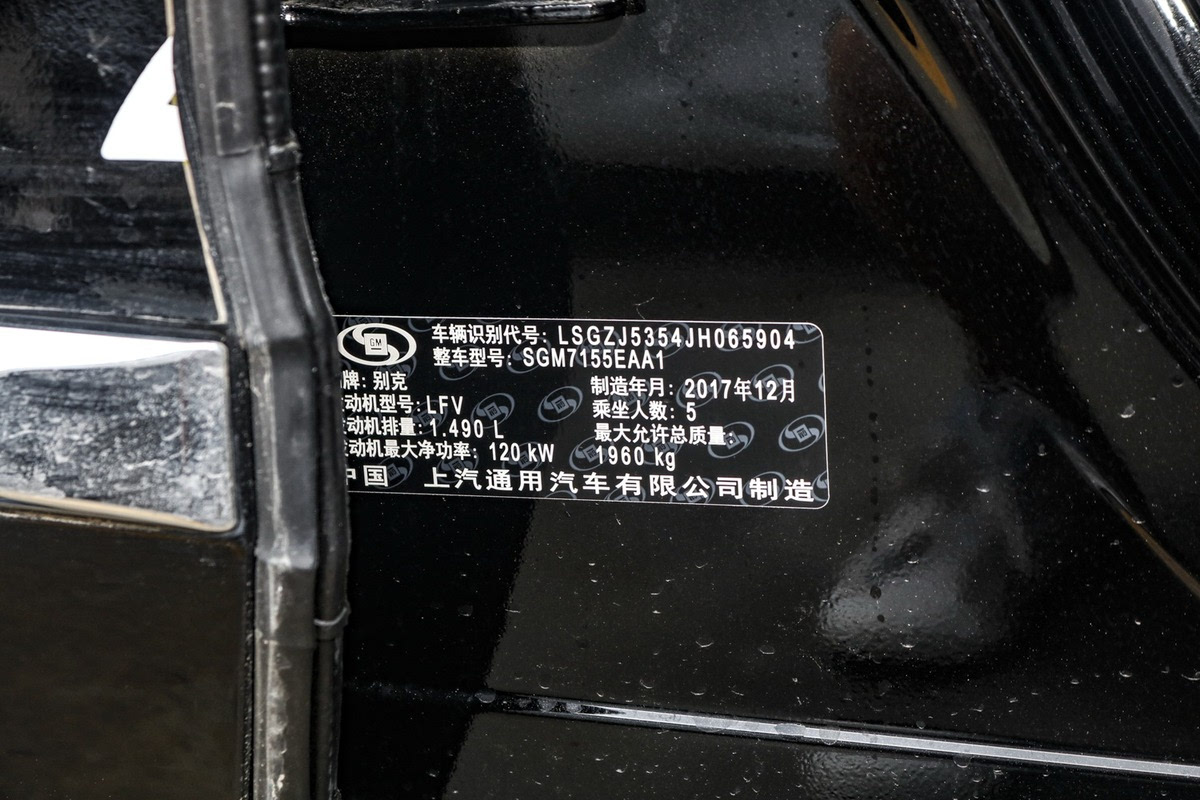 GM
车辆识别代号: LSGZJ5354JH065904
整车型号: SGM7155EAA1
牌: 别克
制造年月: 2017年12月
动机型号: LFV
乘坐人数: 5
动机排量: 1.490 L
最大允许总质量:
动机最大净功率: 120 kW
1960 kg
中国 上汽通用汽车有限公司制造